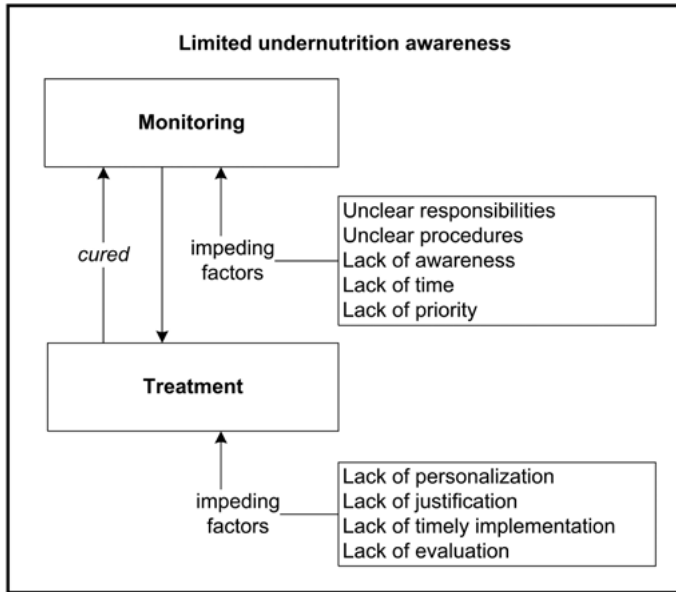 Limited undernutrition awareness
Monitoring
Unclear responsibilities
Unclear procedures
Lack of awareness
Lack of time
Lack of priority
cured
impeding
factors
Treatment
Lack of personalization
Lack of justification
Lack of timely implementation
Lack of evaluation
impeding
factors